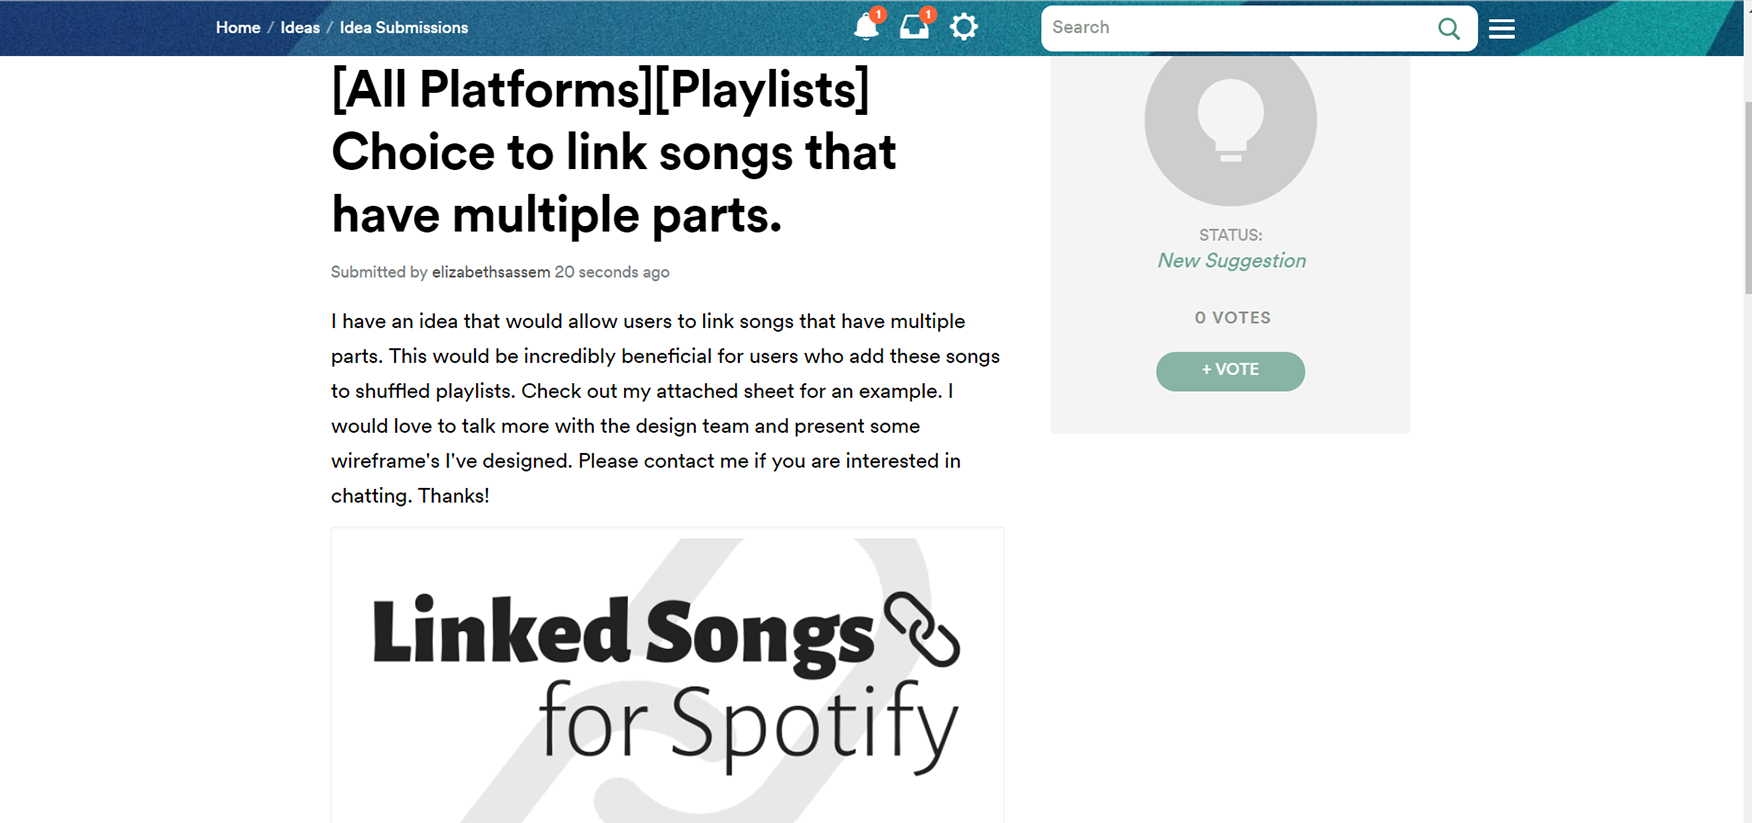 Home / Ideas / Idea Submissions
1
1
Search
[All Platforms][Playlists]
Choice to link songs that
have multiple parts.
Submitted by elizabethsassem 20 seconds ago
I have an idea that would allow users to link songs that have multiple
parts. This would be incredibly beneficial for users who add these songs
to shuffled playlists. Check out my attached sheet for an example. I
would love to talk more with the design team and present some
wireframe's I've designed. Please contact me if you are interested in
chatting. Thanks!
Linked Songs
for Spotify
STATUS:
New Suggestion
0 VOTES
+ VOTE